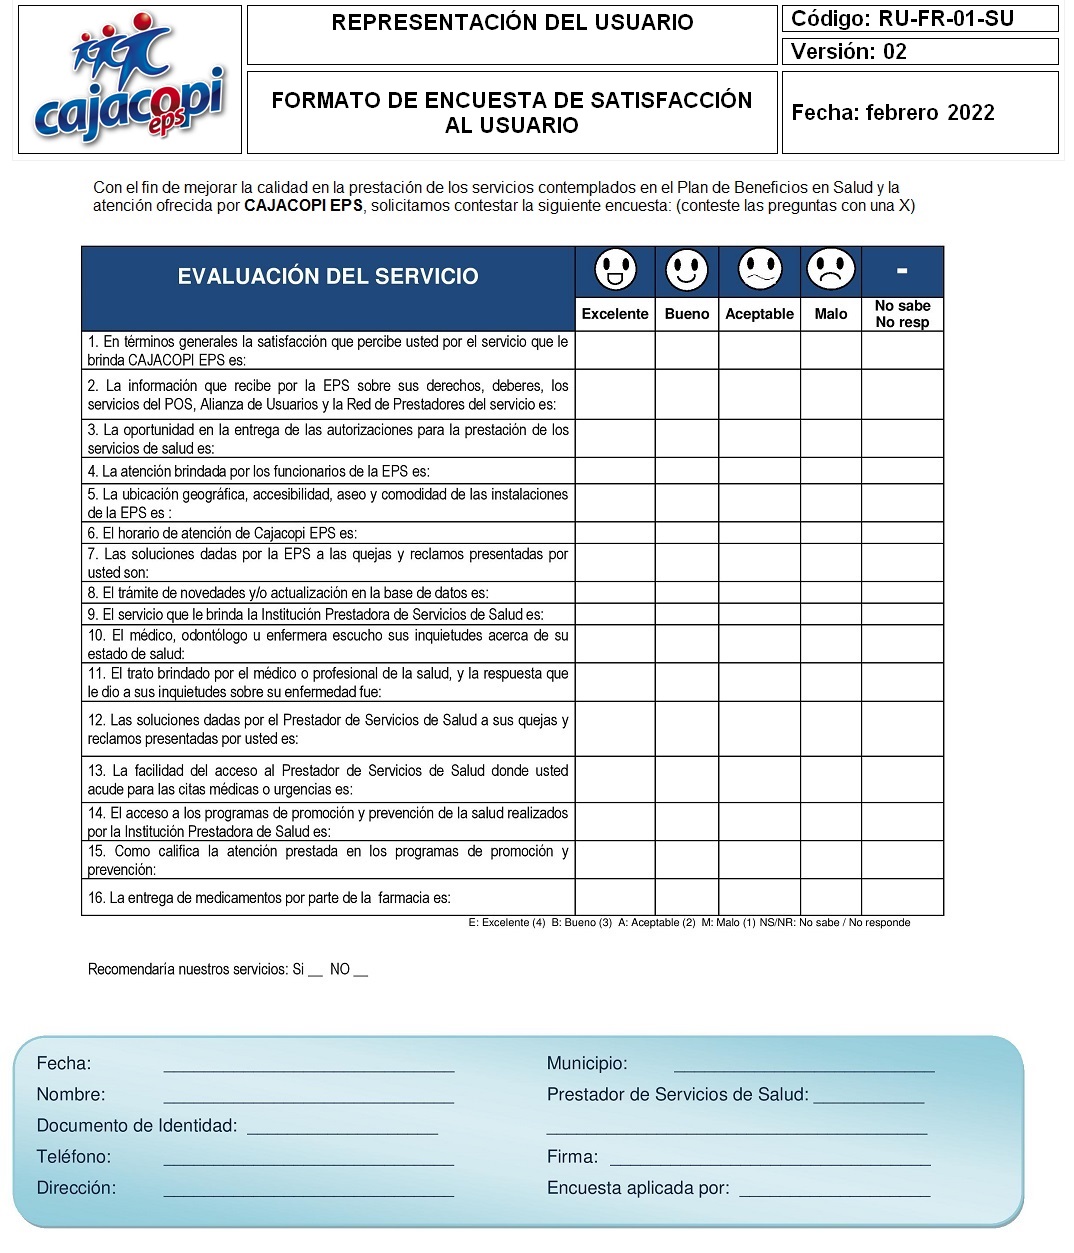 cajacopi
eps
REPRESENTACIÓN DEL USUARIO
FORMATO DE ENCUESTA DE SATISFACCIÓN
AL USUARIO
Código: RU-FR-01-SU
Versión: 02
Fecha: febrero 2022
Con el fin de mejorar la calidad en la prestación de los servicios contemplados en el Plan de Beneficios en Salud y la
atención ofrecida por CAJACOPI EPS, solicitamos contestar la siguiente encuesta: (conteste las preguntas con una X)
EVALUACIÓN DEL SERVICIO
-
Excelente Bueno Aceptable Malo No sabe
No resp
1. En términos generales la satisfacción que percibe usted por el servicio que le
brinda CAJACOPI EPS es:
2. La información que recibe por la EPS sobre sus derechos, deberes, los
servicios del POS, Alianza de Usuarios y la Red de Prestadores del servicio es:
3. La oportunidad en la entrega de las autorizaciones para la prestación de los
servicios de salud es:
4. La atención brindada por los funcionarios de la EPS es:
5. La ubicación geográfica, accesibilidad, aseo y comodidad de las instalaciones
de la EPS es :
6. El horario de atención de Cajacopi EPS es:
7. Las soluciones dadas por la EPS a las quejas y reclamos presentadas por
usted son:
8. El trámite de novedades y/o actualización en la base de datos es:
9. El servicio que le brinda la Institución Prestadora de Servicios de Salud es:
10. El médico, odontólogo u enfermera escucho sus inquietudes acerca de su
estado de salud:
11. El trato brindado por el médico o profesional de la salud, y la respuesta que
le dio a sus inquietudes sobre su enfermedad fue:
12. Las soluciones dadas por el Prestador de Servicios de Salud a sus quejas y
reclamos presentadas por usted es:
13. La facilidad del acceso al Prestador de Servicios de Salud donde usted
acude para las citas médicas o urgencias es:
14. El acceso a los programas de promoción y prevención de la salud realizados
por la Institución Prestadora de Salud es:
15. Como califica la atención prestada en los programas de promoción y
prevención:
16. La entrega de medicamentos por parte de la farmacia es:
E: Excelente (4) B: Bueno (3) A: Aceptable (2) M: Malo (1) NS/NR: No sabe / No responde
Recomendaría nuestros servicios: Si __ NO __
Fecha: ____________________________
Nombre: ____________________________
Documento de Identidad: ___________________
Teléfono: ____________________________
Dirección: ____________________________
Municipio: __________________________
Prestador de Servicios de Salud: ___________
______________________________________
Firma: ________________________________
Encuesta aplicada por: ___________________